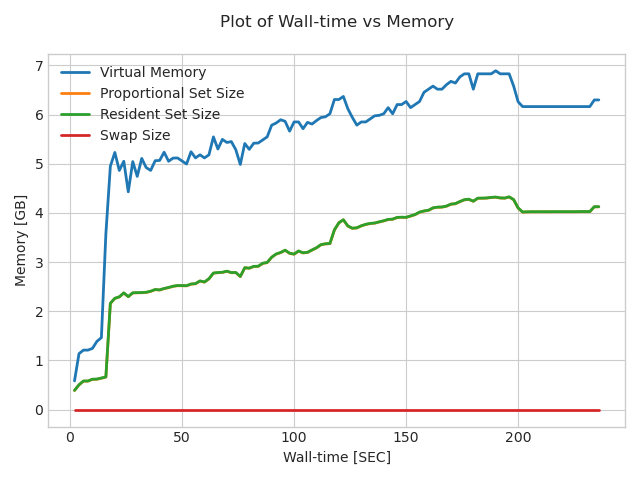 Plot of Wall-time vs Memory
Virtual Memory
Proportional Set Size
Resident Set Size
Swap Size
Memory [GB]
7
6
5
4
3
2
1
0
0 50 100 150 200
Wall-time [SEC]